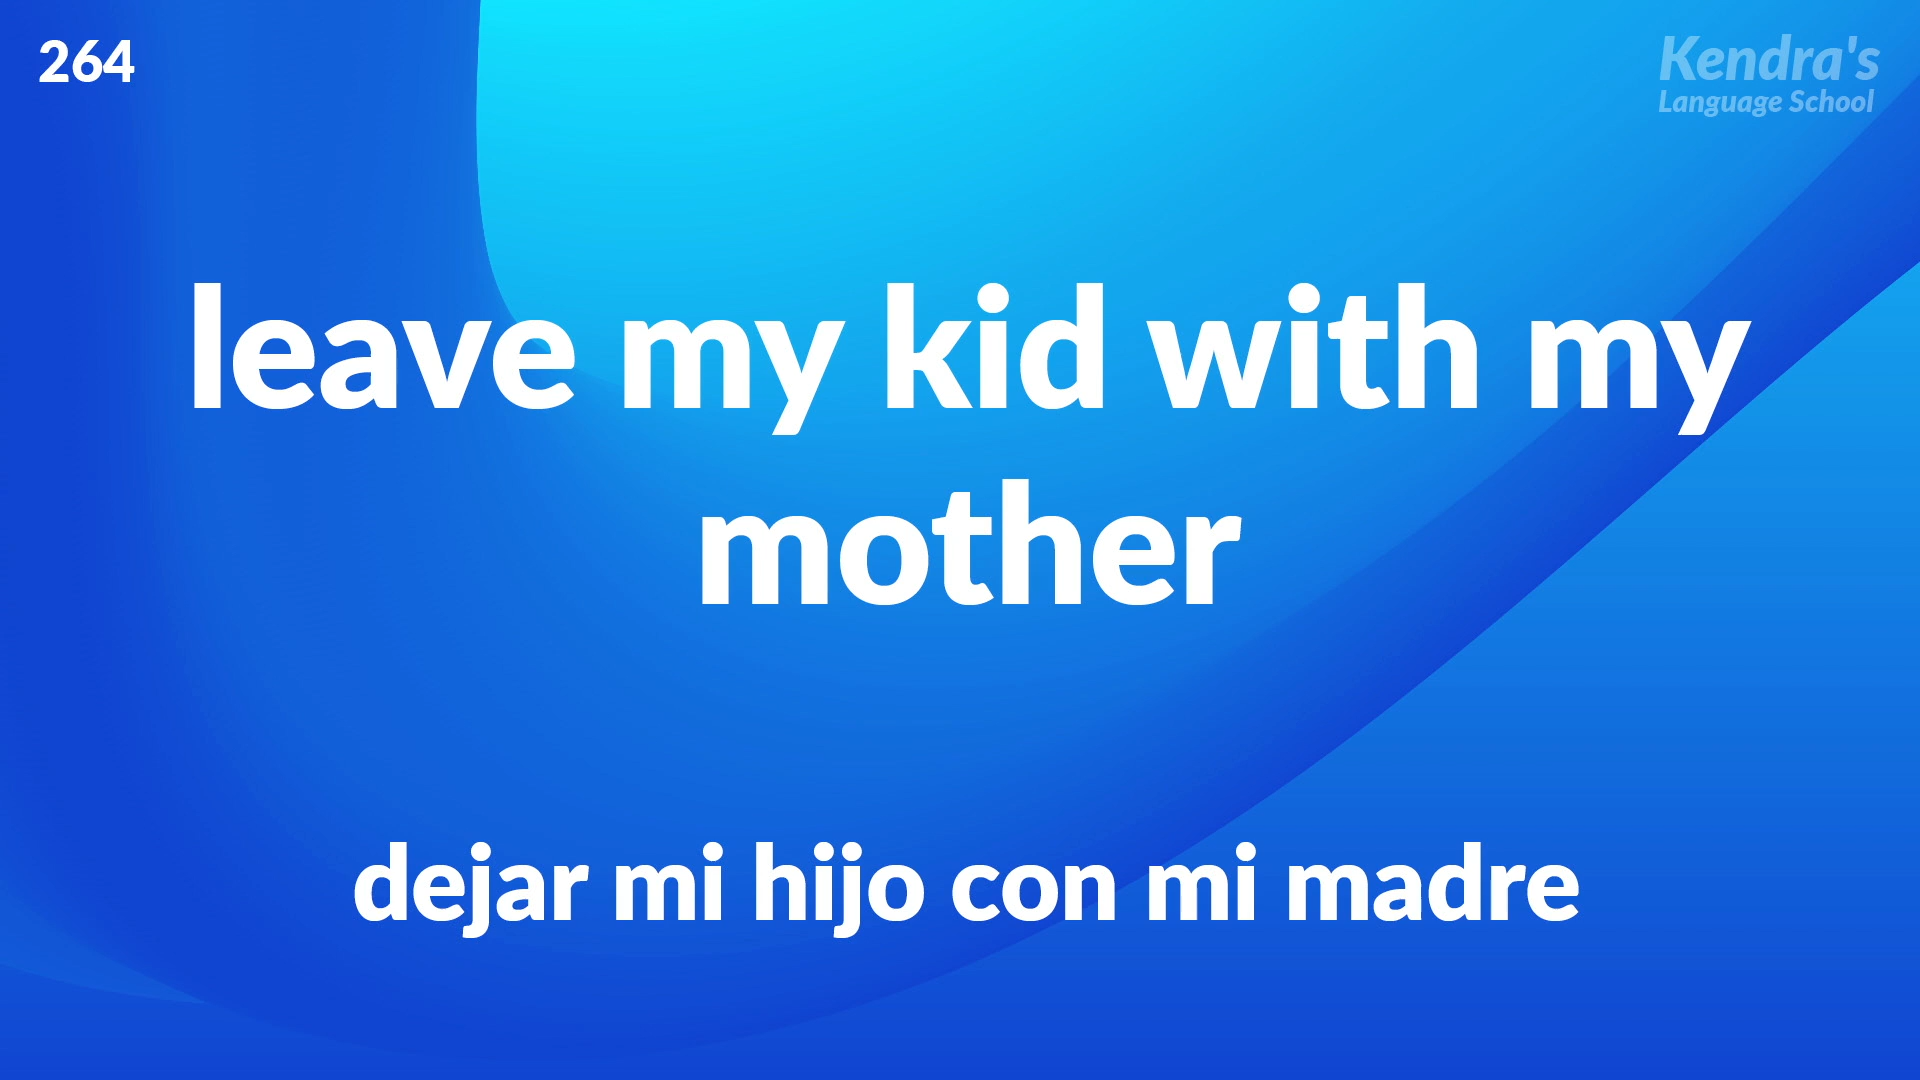 264
Kendra's
Language School
leave my kid with my
mother
dejar mi hijo con mi madre